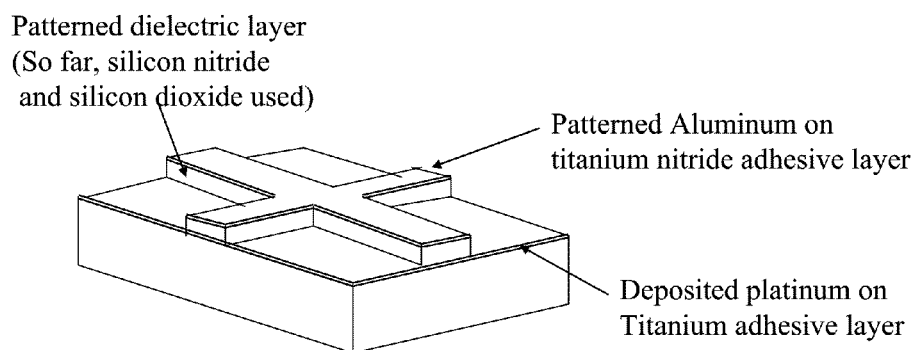 Patterned dielectric layer
(So far, silicon nitride
and silicon dioxide used)
Patterned Aluminum on
titanium nitride adhesive layer
Deposited platinum on
Titanium adhesive layer